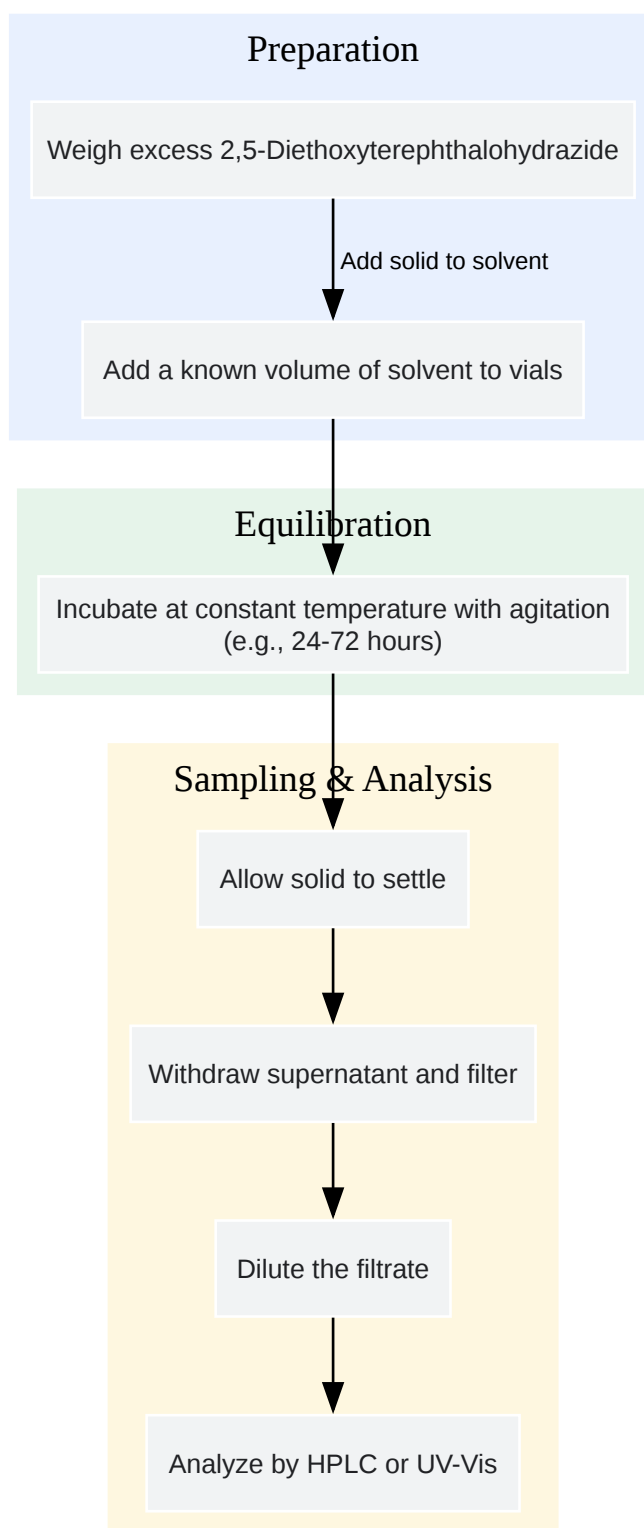 Preparation
Weigh excess 2,5-Diethoxyterephthalohydrazide
Add solid to solvent
Add a known volume of solvent to vials
Equilibration
Incubate at constant temperature with agitation
(e.g., 24-72 hours)
Sampling & Analysis
Allow solid to settle
Withdraw supernatant and filter
Dilute the filtrate
Analyze by HPLC or UV-Vis